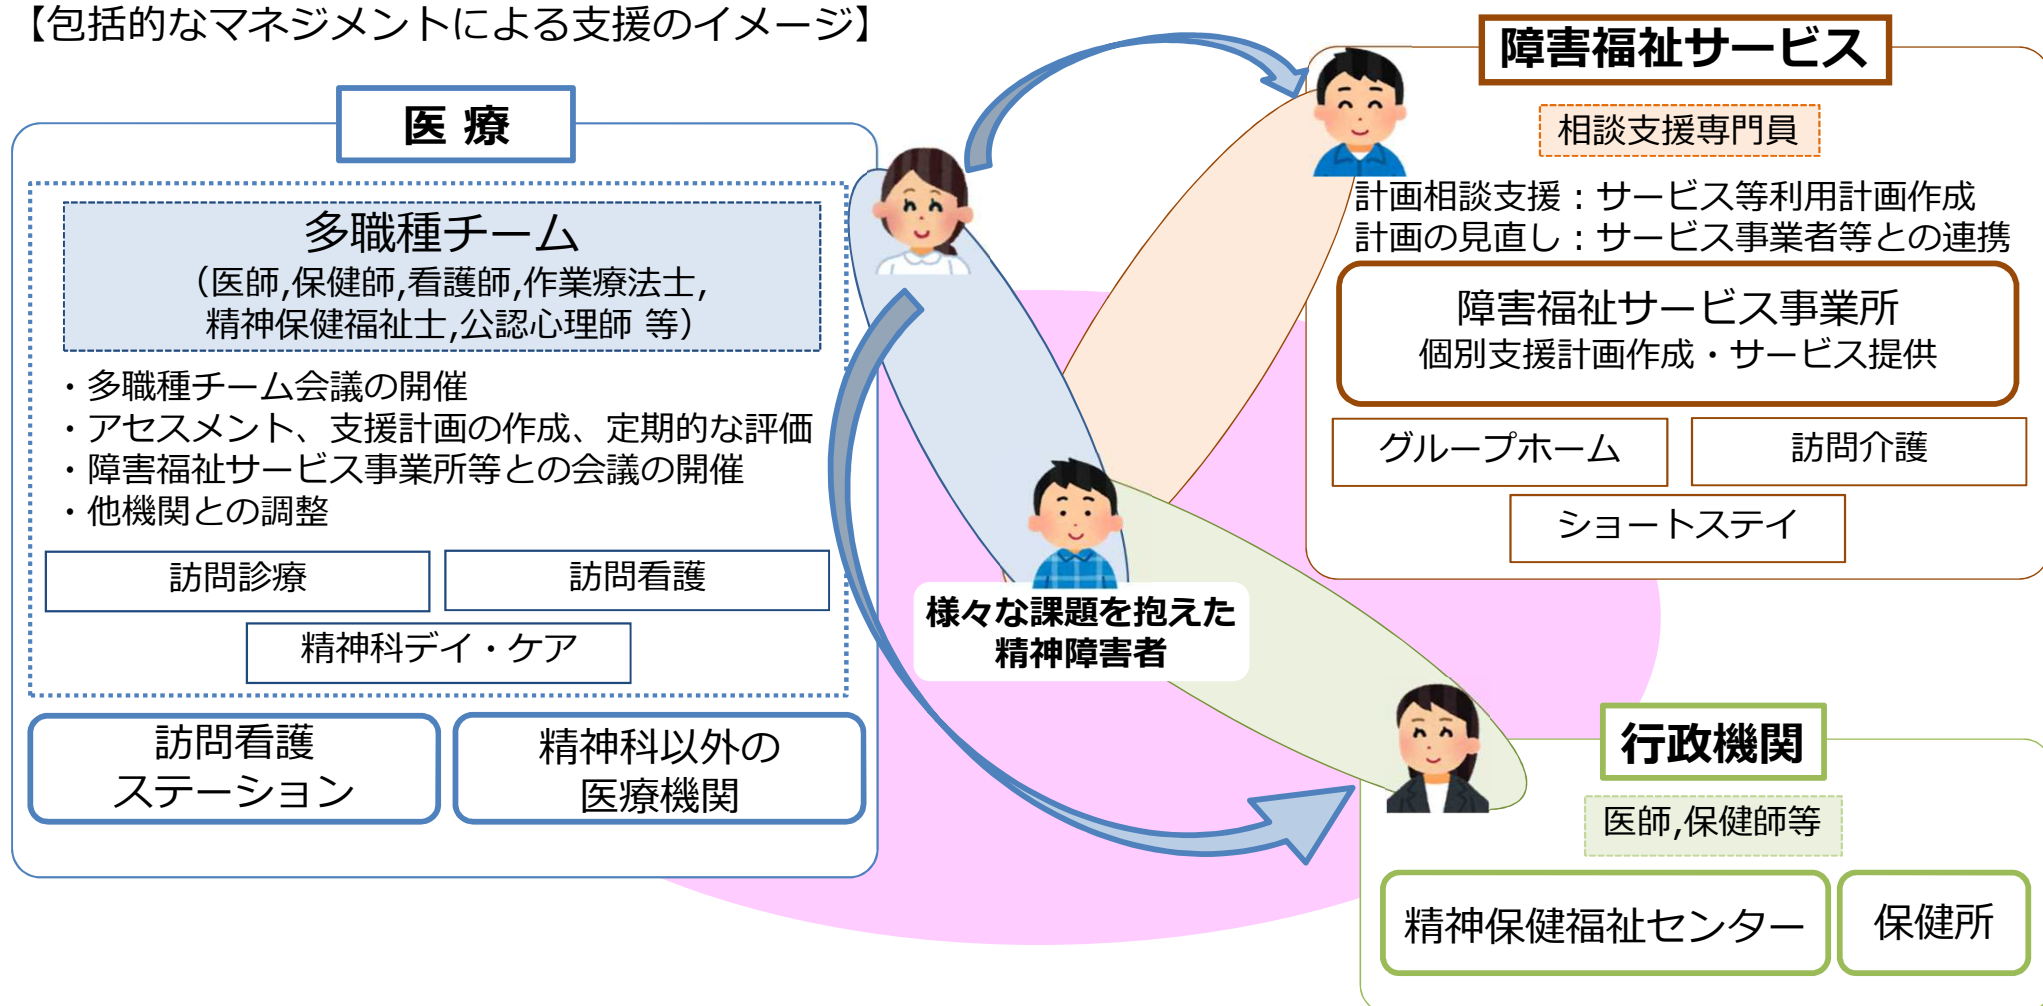 【包括的なマネジメントによる支援のイメージ】
医 療
多職種チーム
（医師,保健師,看護師,作業療法士,
精神保健福祉士,公認心理師 等）
・多職種チーム会議の開催
・アセスメント、支援計画の作成、定期的な評価
・障害福祉サービス事業所等との会議の開催
・他機関との調整
訪問診療
訪問看護
精神科デイ・ケア
訪問看護
ステーション
精神科以外の
医療機関
様々な課題を抱えた
精神障害者
障害福祉サービス
相談支援専門員
計画相談支援：サービス等利用計画作成
計画の見直し：サービス事業者等との連携
障害福祉サービス事業所
個別支援計画作成・サービス提供
グループホーム
訪問介護
ショートステイ
行政機関
医師,保健師等
精神保健福祉センター
保健所